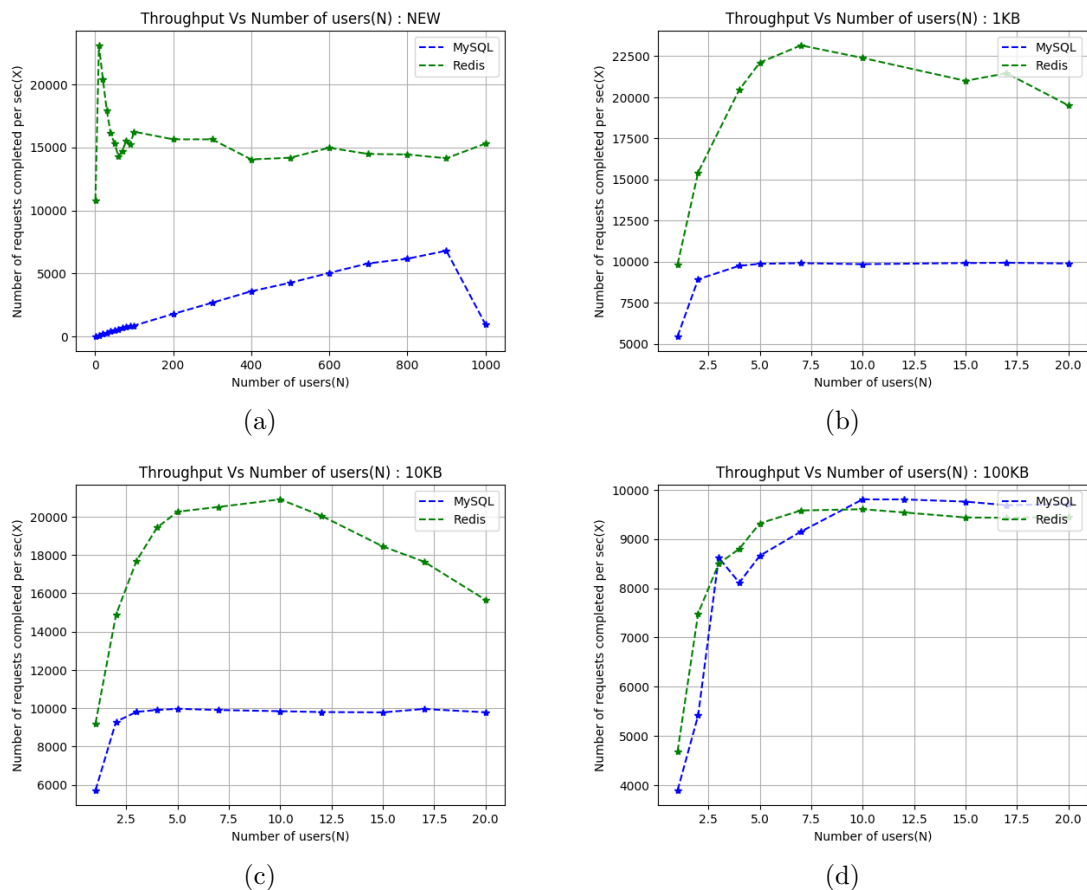 Throughput Vs Number of users(N) : NEW
MySQL
Redis
Number of requests completed per sec(X)
20000
15000
10000
5000
0
0 200 400 600 800 1000
Number of users(N)
(a)
Throughput Vs Number of users(N) : 1KB
MySQL
Redis
Number of requests completed per sec(X)
22500
20000
17500
15000
12500
10000
7500
5000
2.5 5.0 7.5 10.0 12.5 15.0 17.5 20.0
Number of users(N)
(b)
Throughput Vs Number of users(N) : 10KB
MySQL
Redis
Number of requests completed per sec(X)
20000
18000
16000
14000
12000
10000
8000
6000
2.5 5.0 7.5 10.0 12.5 15.0 17.5 20.0
Number of users(N)
(c)
Throughput Vs Number of users(N) : 100KB
MySQL
Redis
Number of requests completed per sec(X)
10000
9000
8000
7000
6000
5000
4000
2.5 5.0 7.5 10.0 12.5 15.0 17.5 20.0
Number of users(N)
(d)